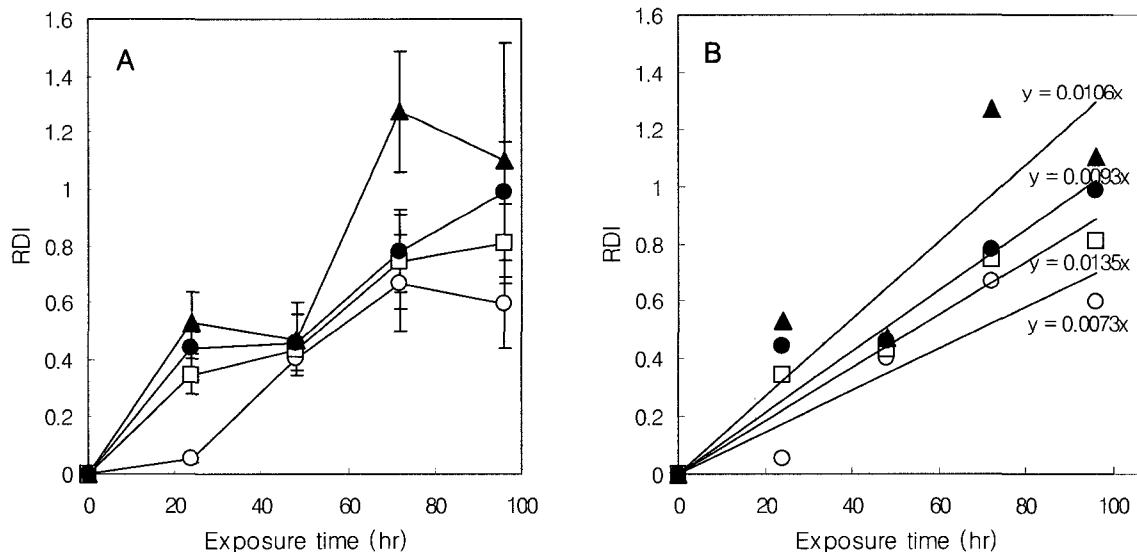 A
RDI
1.6
1.4
1.2
1
0.8
0.6
0.4
0.2
0
0 20 40 60 80 100
Exposure time (hr)
B
RDI
1.6
1.4
1.2
1
0.8
0.6
0.4
0.2
0
y = 0.0106x
y = 0.0093x
y = 0.0135x
y = 0.0073x
0 20 40 60 80 100
Exposure time (hr)